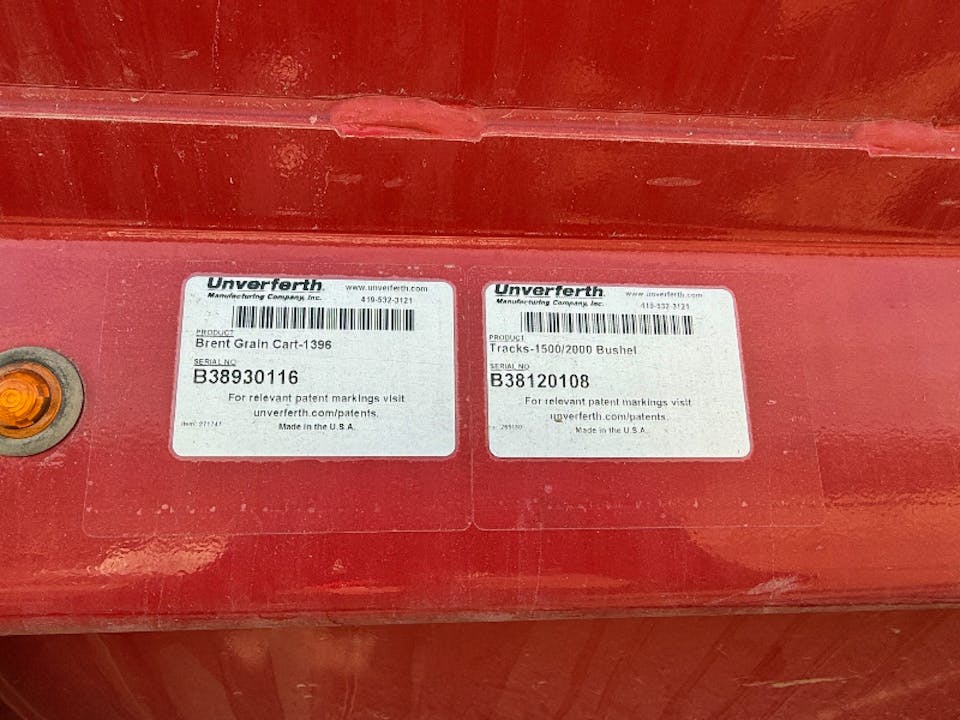 Unverferth www.unverferth.com
Manufacturing Company, Inc. 419-532-3121
PRODUCT
Brent Grain Cart-1396
SERIAL NO
B38930116
For relevant patent markings visit
unverferth.com/patents.
Made in the U.S.A.
Unverferth www.unverferth.com
Manufacturing Company, Inc. 419-532-3121
PRODUCT
Tracks-1500/2000 Bushel
SERIAL NO
B38120108
For relevant patent markings visit
unverferth.com/patents.
Made in the U.S.A.